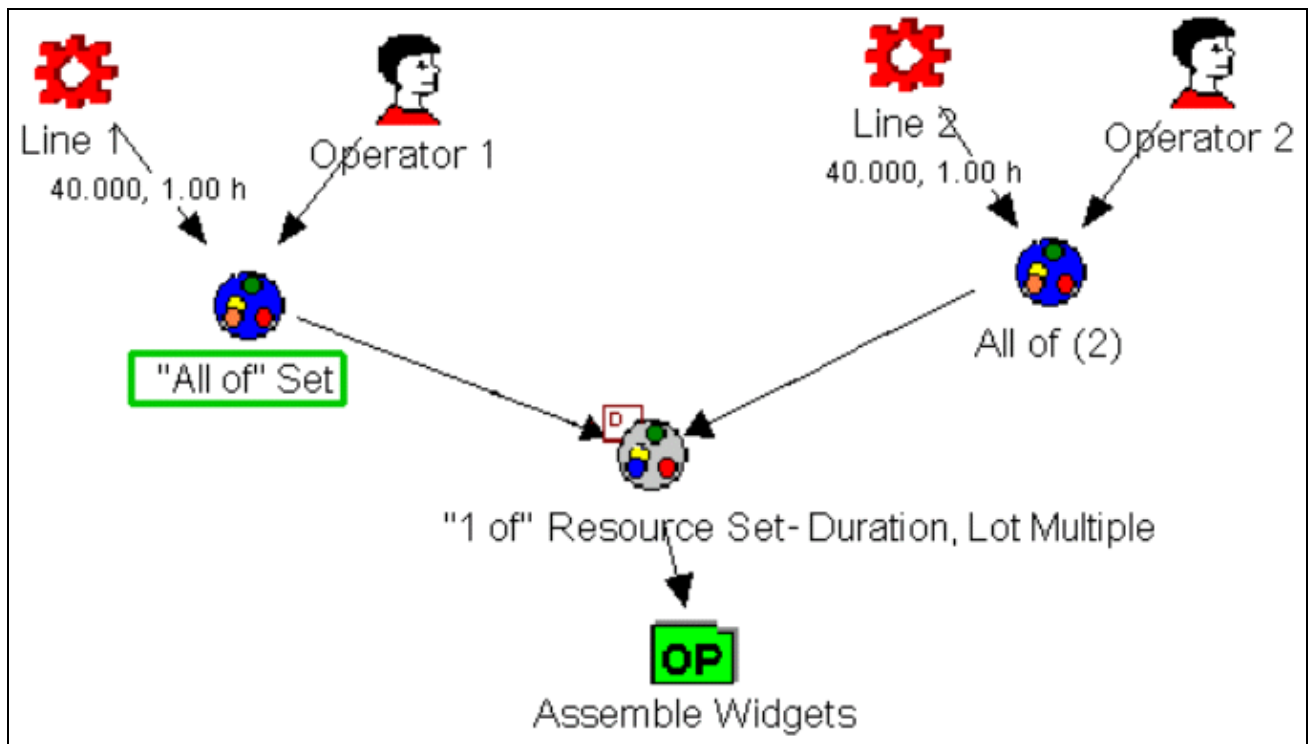 Line 1
Operator 1
40.000, 1.00 h
Line 2
Operator 2
40.000, 1.00 h
"All of" Set
All of (2)
D
"1 of" Resource Set- Duration, Lot Multiple
OP
Assemble Widgets